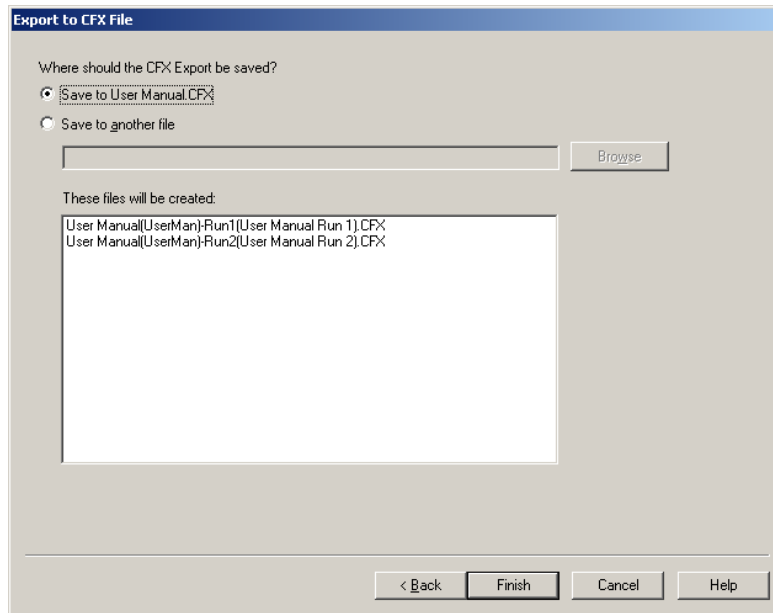 Export to CFX File
Where should the CFX Export be saved?
Save to User Manual.CFX
Save to another file
Browse
These files will be created:
User Manual(UserMan)-Run1(User Manual Run 1).CFX
User Manual(UserMan)-Run2(User Manual Run 2).CFX
< Back Finish Cancel Help